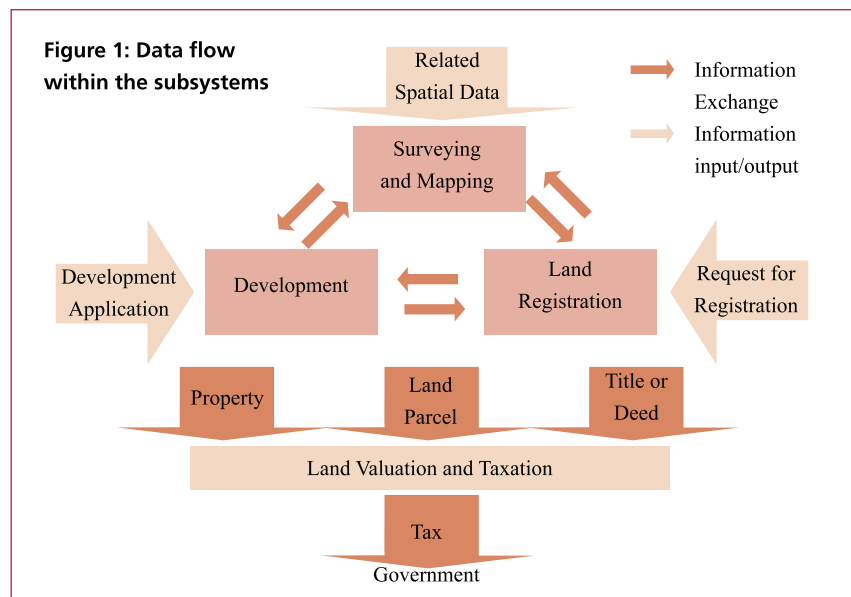 Figure 1: Data flow
within the subsystems
Related
Spatial Data
Information
Exchange
Information
input/output
Surveying
and Mapping
Development
Application
Development
Land
Registration
Request for
Registration
Property
Land
Parcel
Title or
Deed
Land Valuation and Taxation
Tax
Government